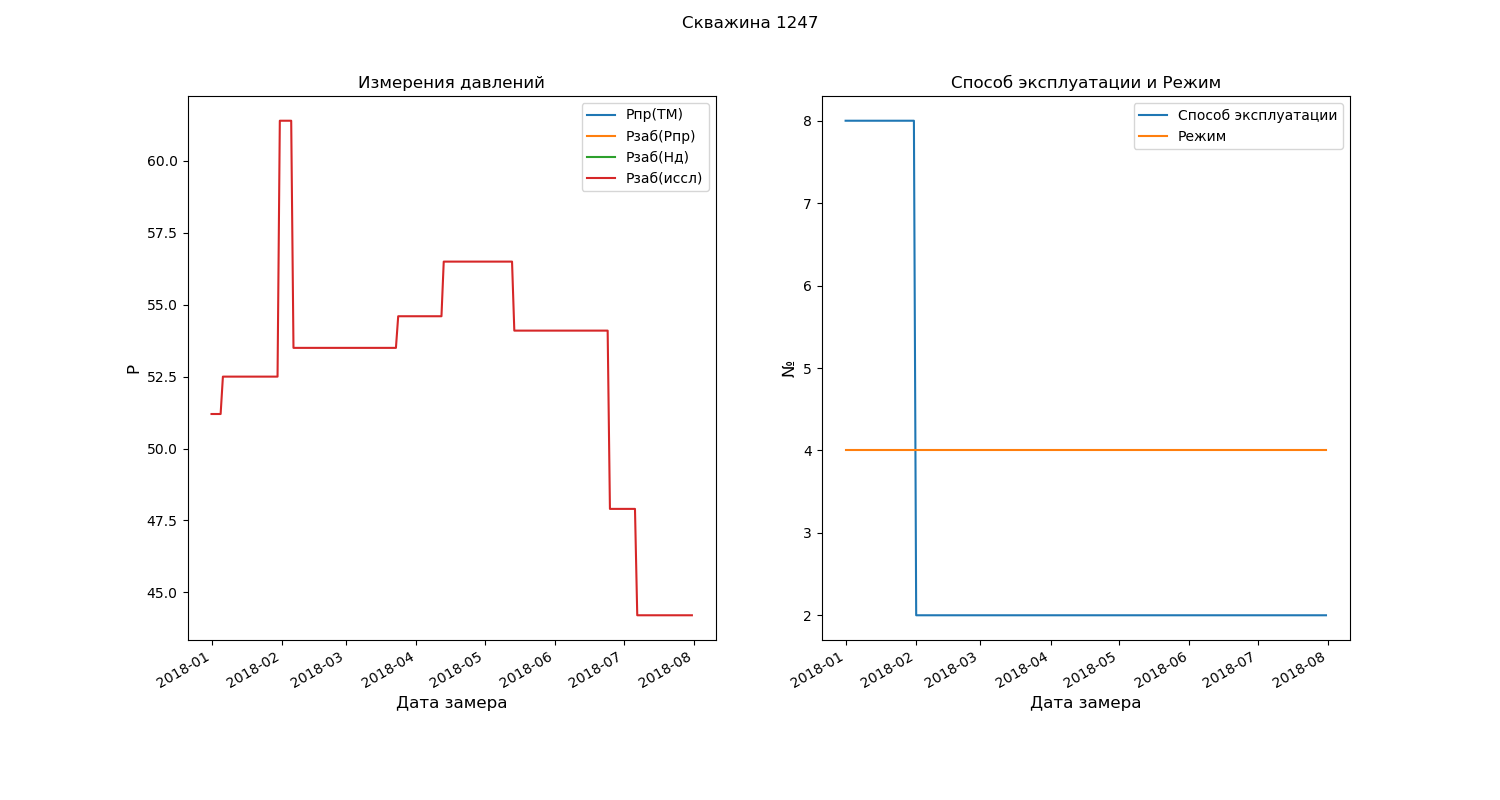 Скважина 1247
Измерения давлений
Рпр(ТМ)
Рзаб(Рпр)
Рзаб(Нд)
Рзаб(иссл)
60.0
57.5
55.0
52.5
50.0
47.5
45.0
Р
2018-01
2018-02
2018-03
2018-04
2018-05
2018-06
2018-07
2018-08
Дата замера
Способ эксплуатации и Режим
Способ эксплуатации
Режим
8
7
6
5
4
3
2
№
2018-01
2018-02
2018-03
2018-04
2018-05
2018-06
2018-07
2018-08
Дата замера